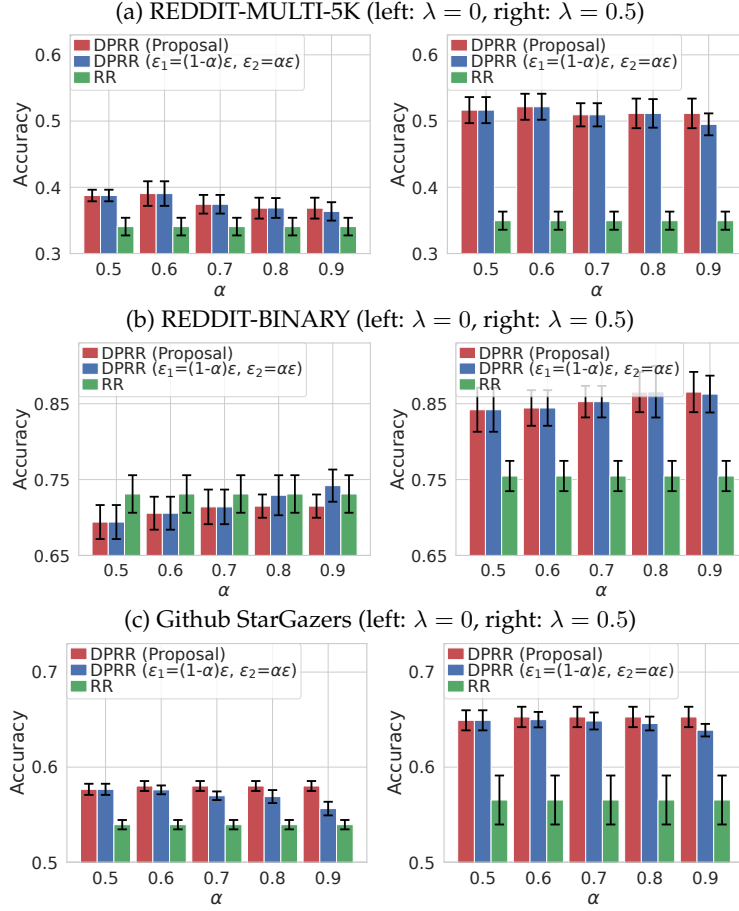 (a) REDDIT-MULTI-5K (left: λ = 0, right: λ = 0.5)
0.6
0.5
0.4
0.3
Accuracy
DPRR (Proposal)
DPRR (ε₁=(1-α)ε, ε₂=αε)
RR
0.5 0.6 0.7 0.8 0.9
α
0.6
0.5
0.4
0.3
Accuracy
DPRR (Proposal)
DPRR (ε₁=(1-α)ε, ε₂=αε)
RR
0.5 0.6 0.7 0.8 0.9
α
(b) REDDIT-BINARY (left: λ = 0, right: λ = 0.5)
0.85
0.75
0.65
Accuracy
DPRR (Proposal)
DPRR (ε₁=(1-α)ε, ε₂=αε)
RR
0.5 0.6 0.7 0.8 0.9
α
0.85
0.75
0.65
Accuracy
DPRR (Proposal)
DPRR (ε₁=(1-α)ε, ε₂=αε)
RR
0.5 0.6 0.7 0.8 0.9
α
(c) Github StarGazers (left: λ = 0, right: λ = 0.5)
0.7
0.6
0.5
Accuracy
DPRR (Proposal)
DPRR (ε₁=(1-α)ε, ε₂=αε)
RR
0.5 0.6 0.7 0.8 0.9
α
0.7
0.6
0.5
Accuracy
DPRR (Proposal)
DPRR (ε₁=(1-α)ε, ε₂=αε)
RR
0.5 0.6 0.7 0.8 0.9
α